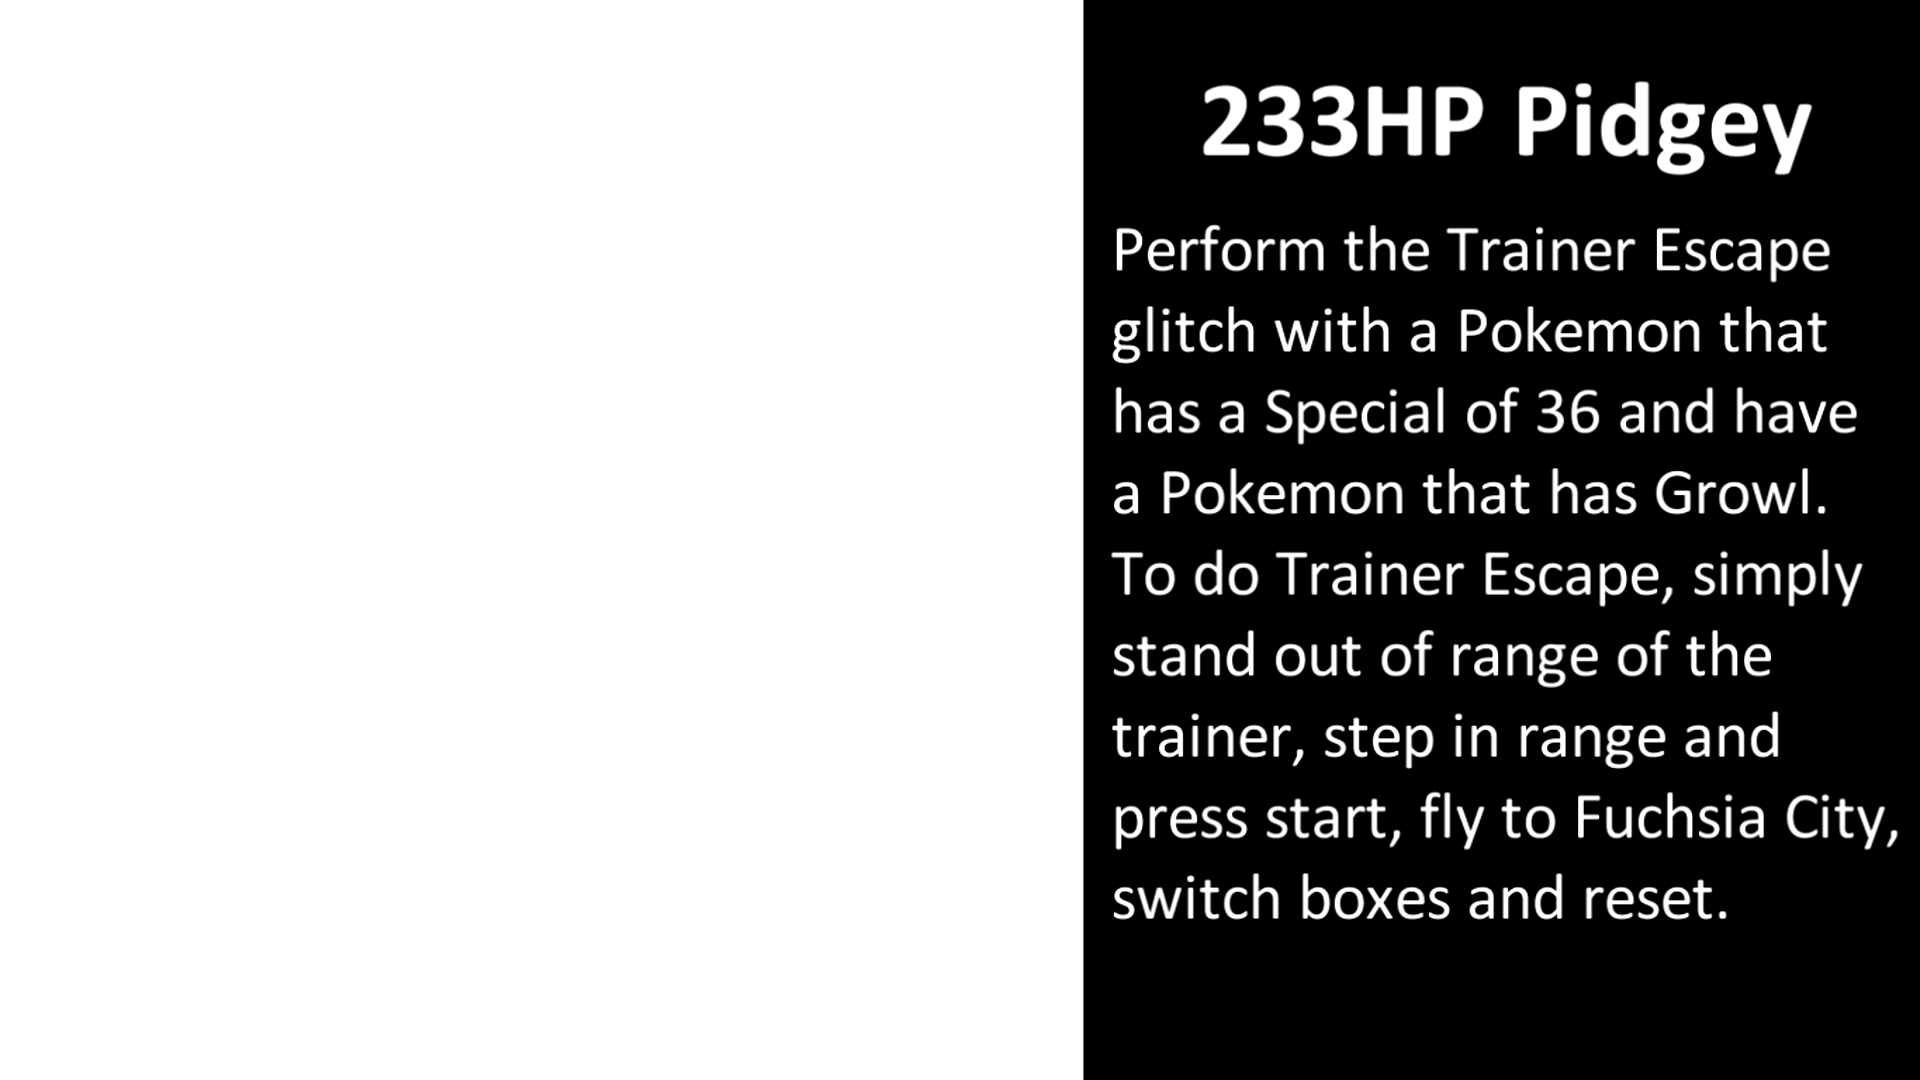 233HP Pidgey
Perform the Trainer Escape
glitch with a Pokemon that
has a Special of 36 and have
a Pokemon that has Growl.
To do Trainer Escape, simply
stand out of range of the
trainer, step in range and
press start, fly to Fuchsia City,
switch boxes and reset.